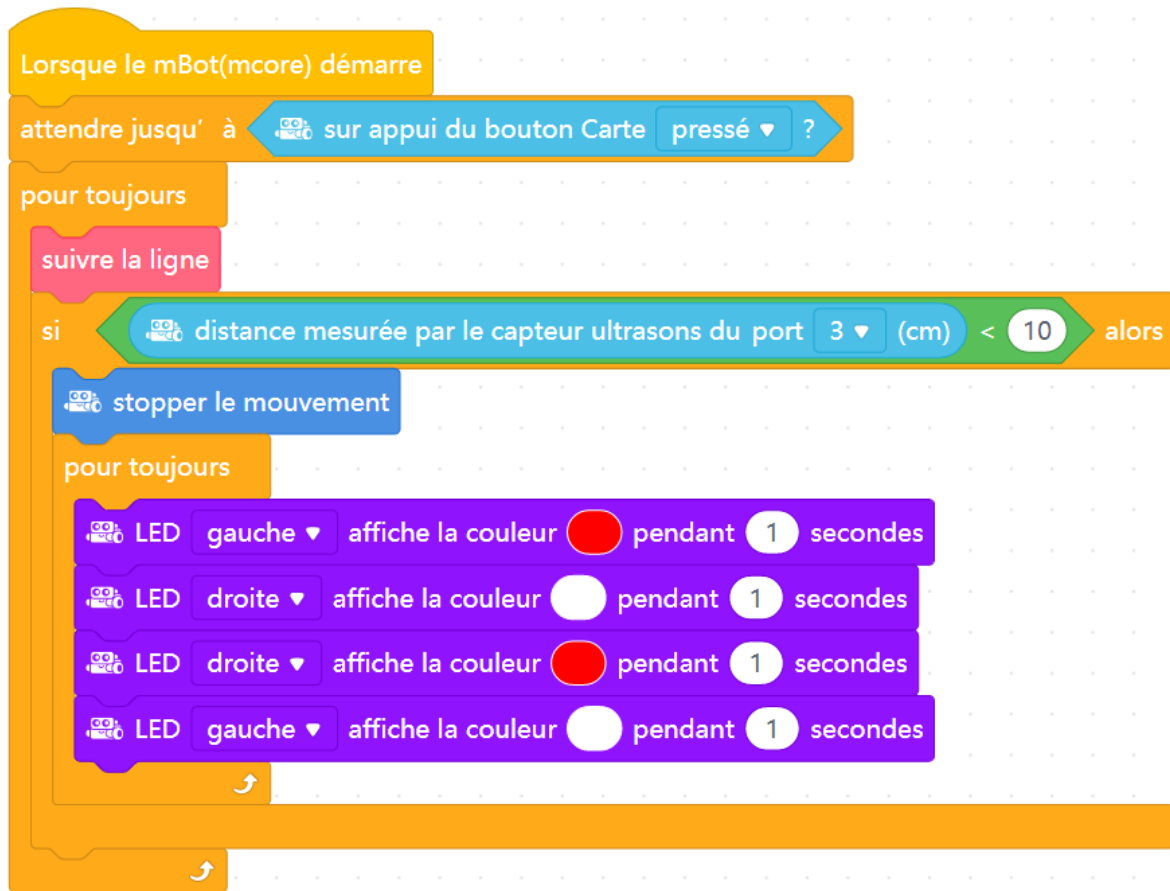 Lorsque le mBot(mcore) démarre
attendre jusqu’ à sur appui du bouton Carte pressé ?
pour toujours
suivre la ligne
si distance mesurée par le capteur ultrasons du port 3 (cm) < 10 alors
stopper le mouvement
pour toujours
LED gauche affiche la couleur pendant 1 secondes
LED droite affiche la couleur pendant 1 secondes
LED droite affiche la couleur pendant 1 secondes
LED gauche affiche la couleur pendant 1 secondes